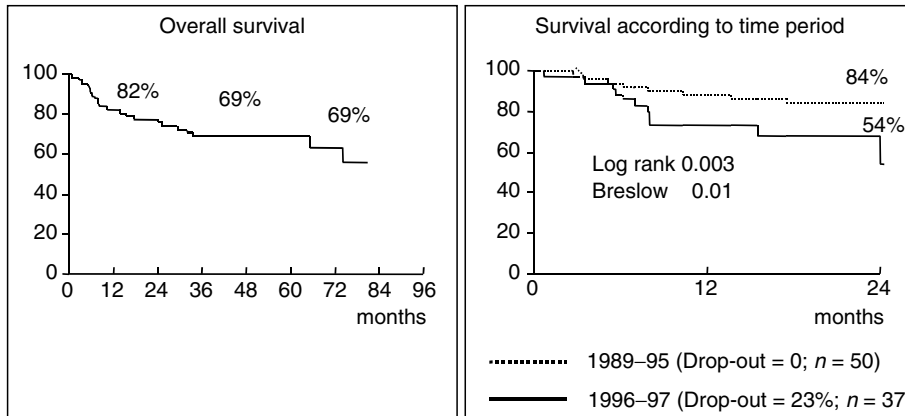 Overall survival
100
80
60
40
20
0
82%
69%
69%
0 12 24 36 48 60 72 84 96
months
Survival according to time period
100
80
60
40
20
0
84%
54%
Log rank 0.003
Breslow 0.01
0 12 24
months
1989–95 (Drop-out = 0; n = 50)
1996–97 (Drop-out = 23%; n = 37